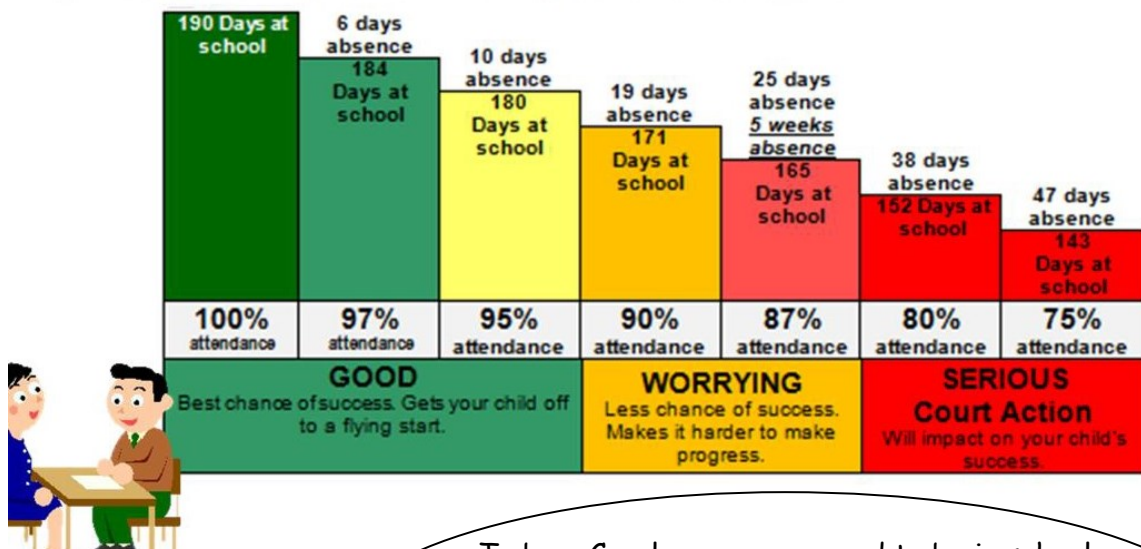 190 Days at
school
6 days
absence
184
Days at
school
10 days
absence
180
Days at
school
19 days
absence
171
Days at
school
25 days
absence
5 weeks
absence
165
Days at
school
38 days
absence
152 Days at
school
47 days
absence
143
Days at
school
100%
attendance
97%
attendance
95%
attendance
90%
attendance
87%
attendance
80%
attendance
75%
attendance
GOOD
Best chance of success. Gets your child off
to a flying start.
WORRYING
Less chance of success.
Makes it harder to make
progress.
SERIOUS
Court Action
Will impact on your child's
success.